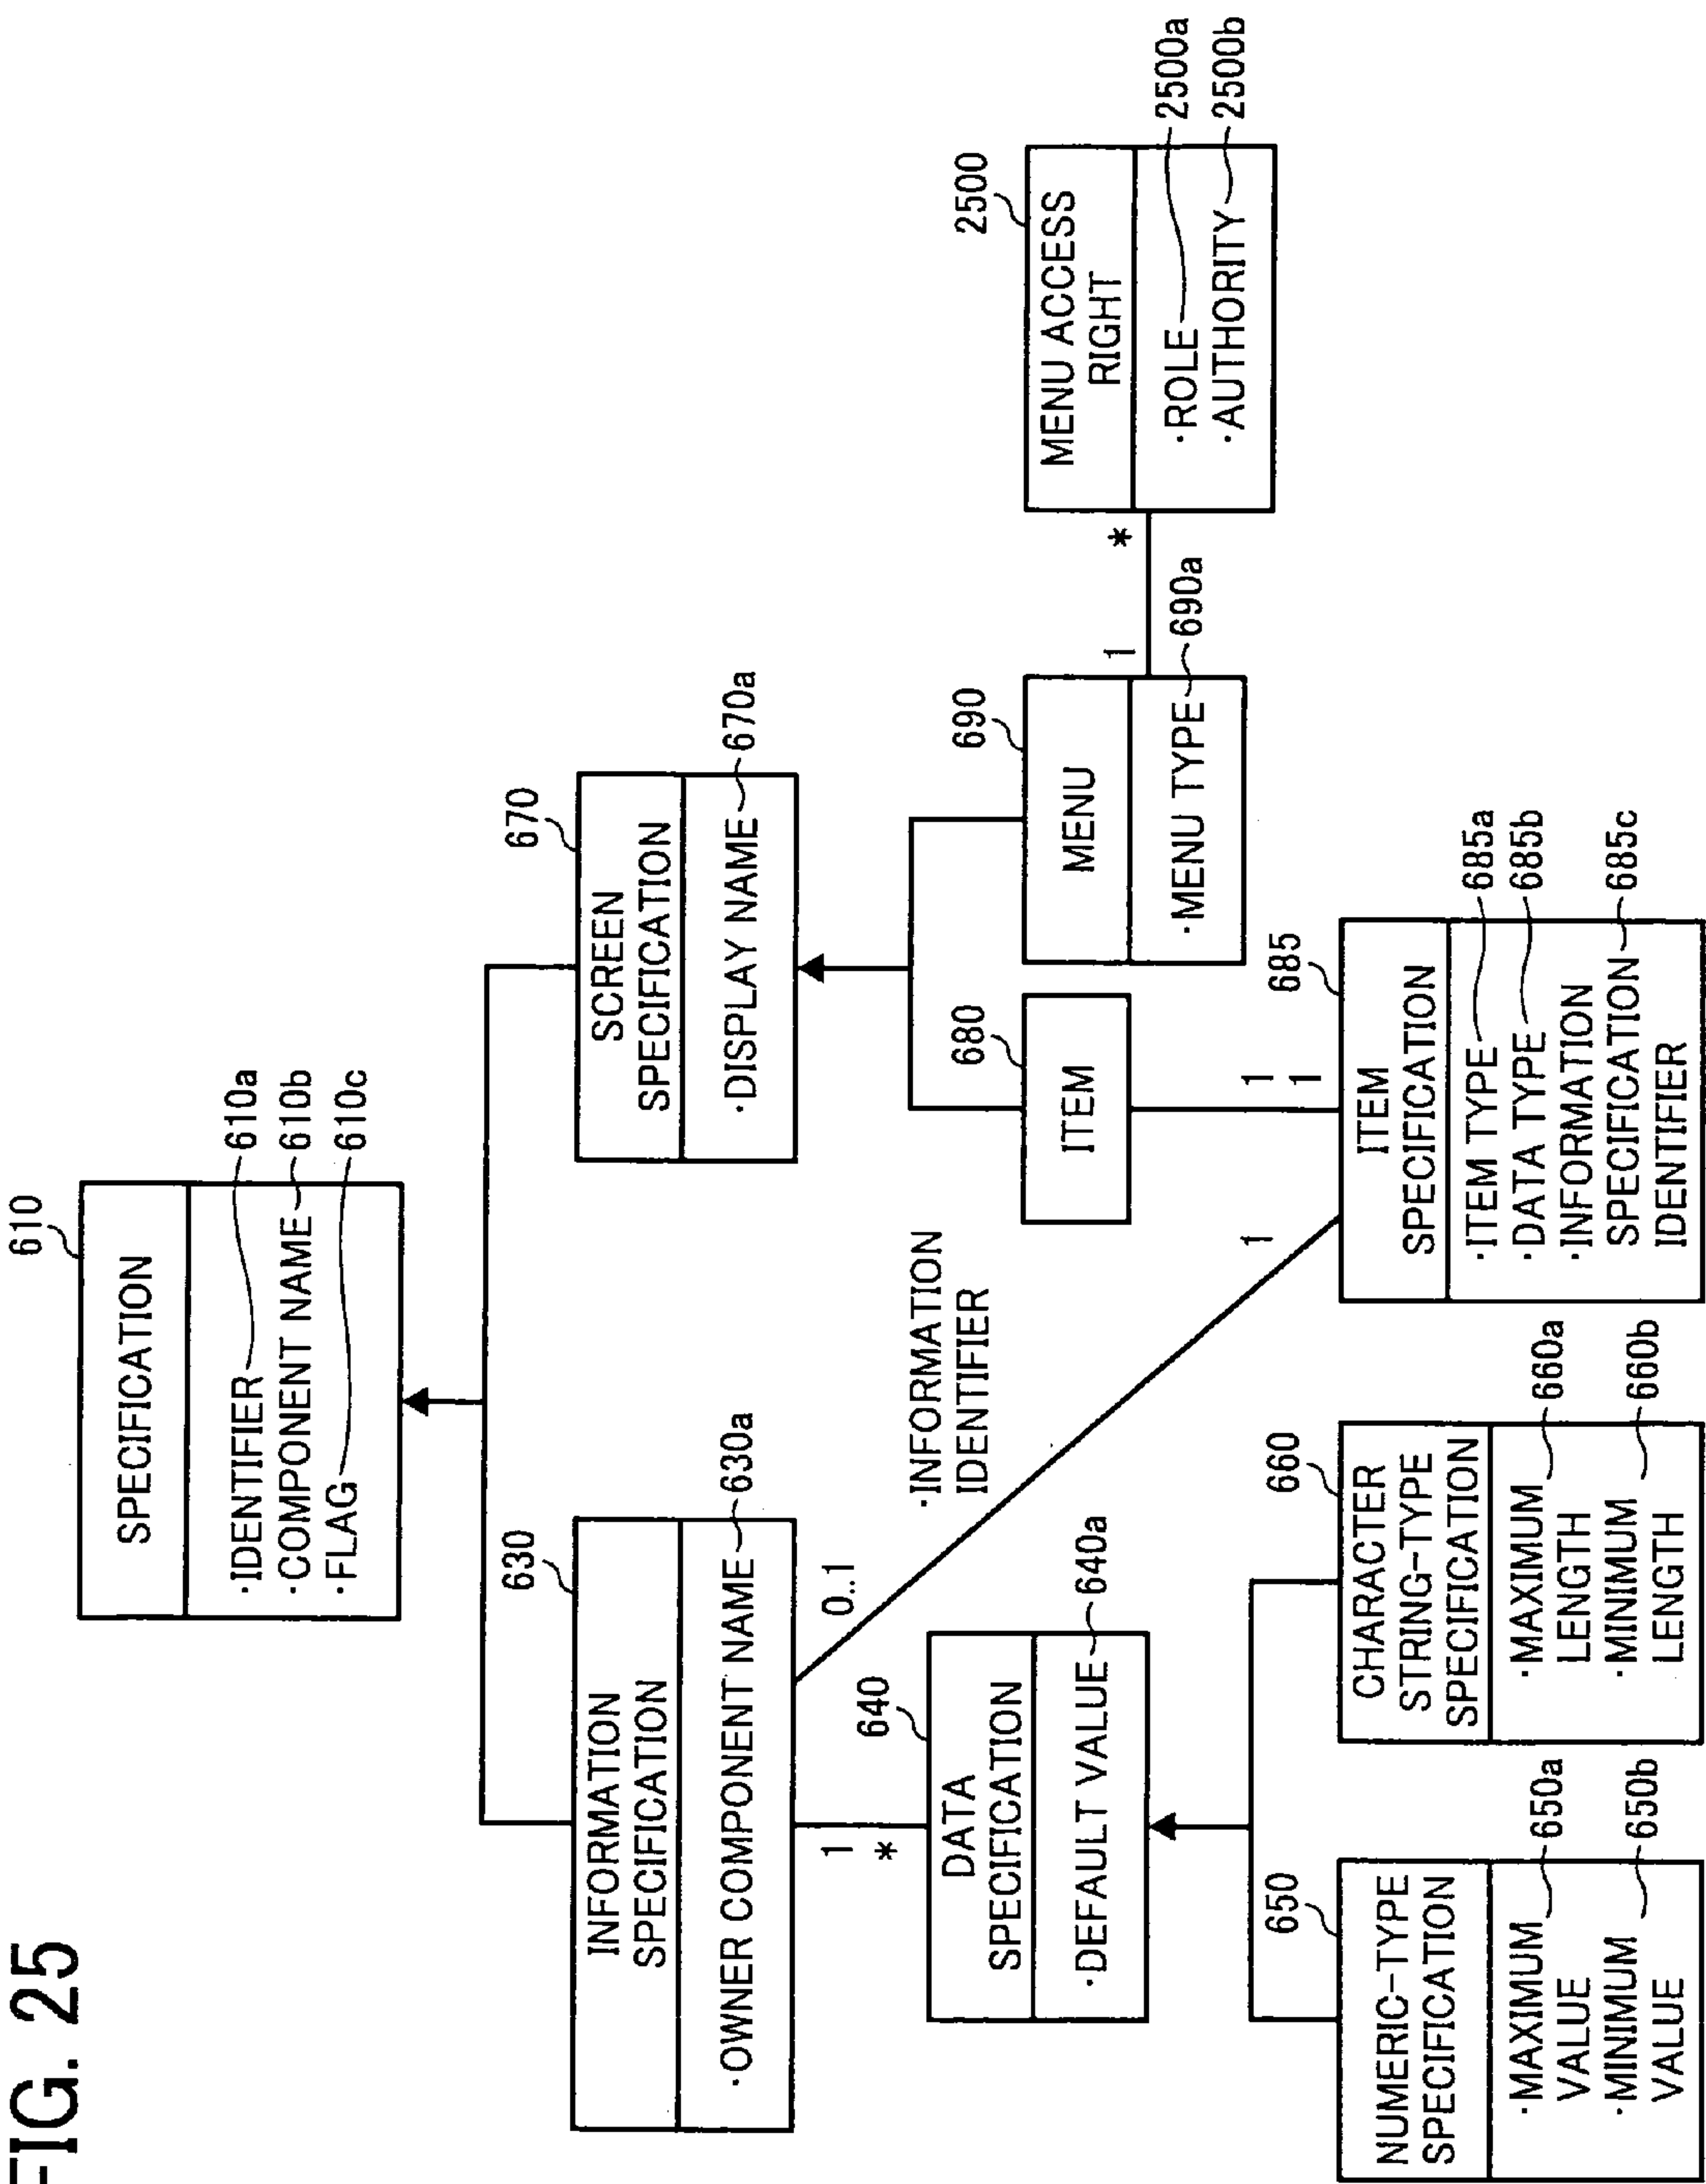 FIG. 25
610
SPECIFICATION
·IDENTIFIER 610a
·COMPONENT NAME 610b
·FLAG 610c
630
INFORMATION
SPECIFICATION
·OWNER COMPONENT NAME 630a
670
SCREEN
SPECIFICATION
·DISPLAY NAME 670a
1
*
0..1
·INFORMATION
IDENTIFIER
1
640
DATA
SPECIFICATION
·DEFAULT VALUE 640a
680
ITEM
690
MENU
·MENU TYPE 690a
1
*
2500
MENU ACCESS
RIGHT
·ROLE 2500a
·AUTHORITY 2500b
1
1
650
NUMERIC-TYPE
SPECIFICATION
·MAXIMUM 650a
VALUE
·MINIMUM 650b
VALUE
660
CHARACTER
STRING-TYPE
SPECIFICATION
·MAXIMUM 660a
LENGTH
·MINIMUM 660b
LENGTH
685
ITEM
SPECIFICATION
·ITEM TYPE 685a
·DATA TYPE 685b
·INFORMATION
SPECIFICATION 685c
IDENTIFIER